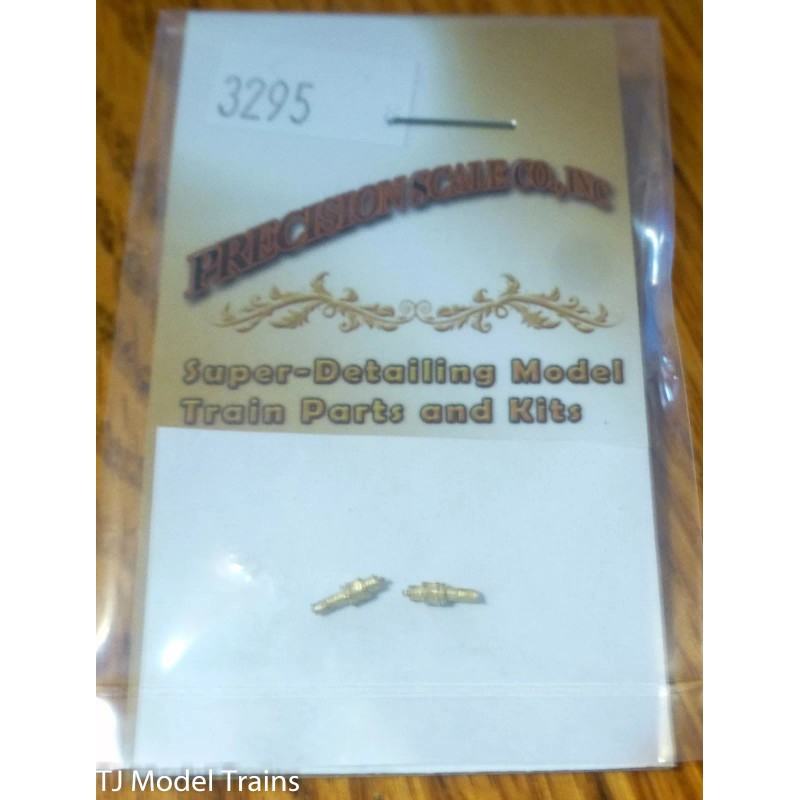 3295
PRECISION SCALE CO., INC
Super-Detailing Model
Train Parts and Kits
TJ Model Trains